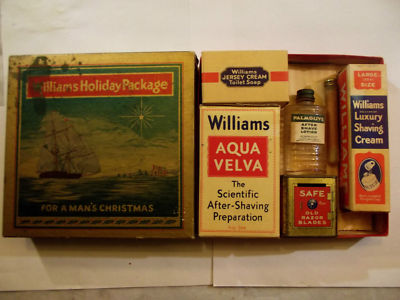 Williams Holiday Package
FOR A MAN'S CHRISTMAS
Williams
JERSEY CREAM
Toilet Soap
Williams
AQUA
VELVA
The
Scientific
After-Shaving
Preparation
PALMOLIVE
AFTER
SHAVE
LOTION
SAFE
OLD
RAZOR
BLADES
WILLIAMS
LARGE
SIZE
Williams
Luxury
Shaving
Cream